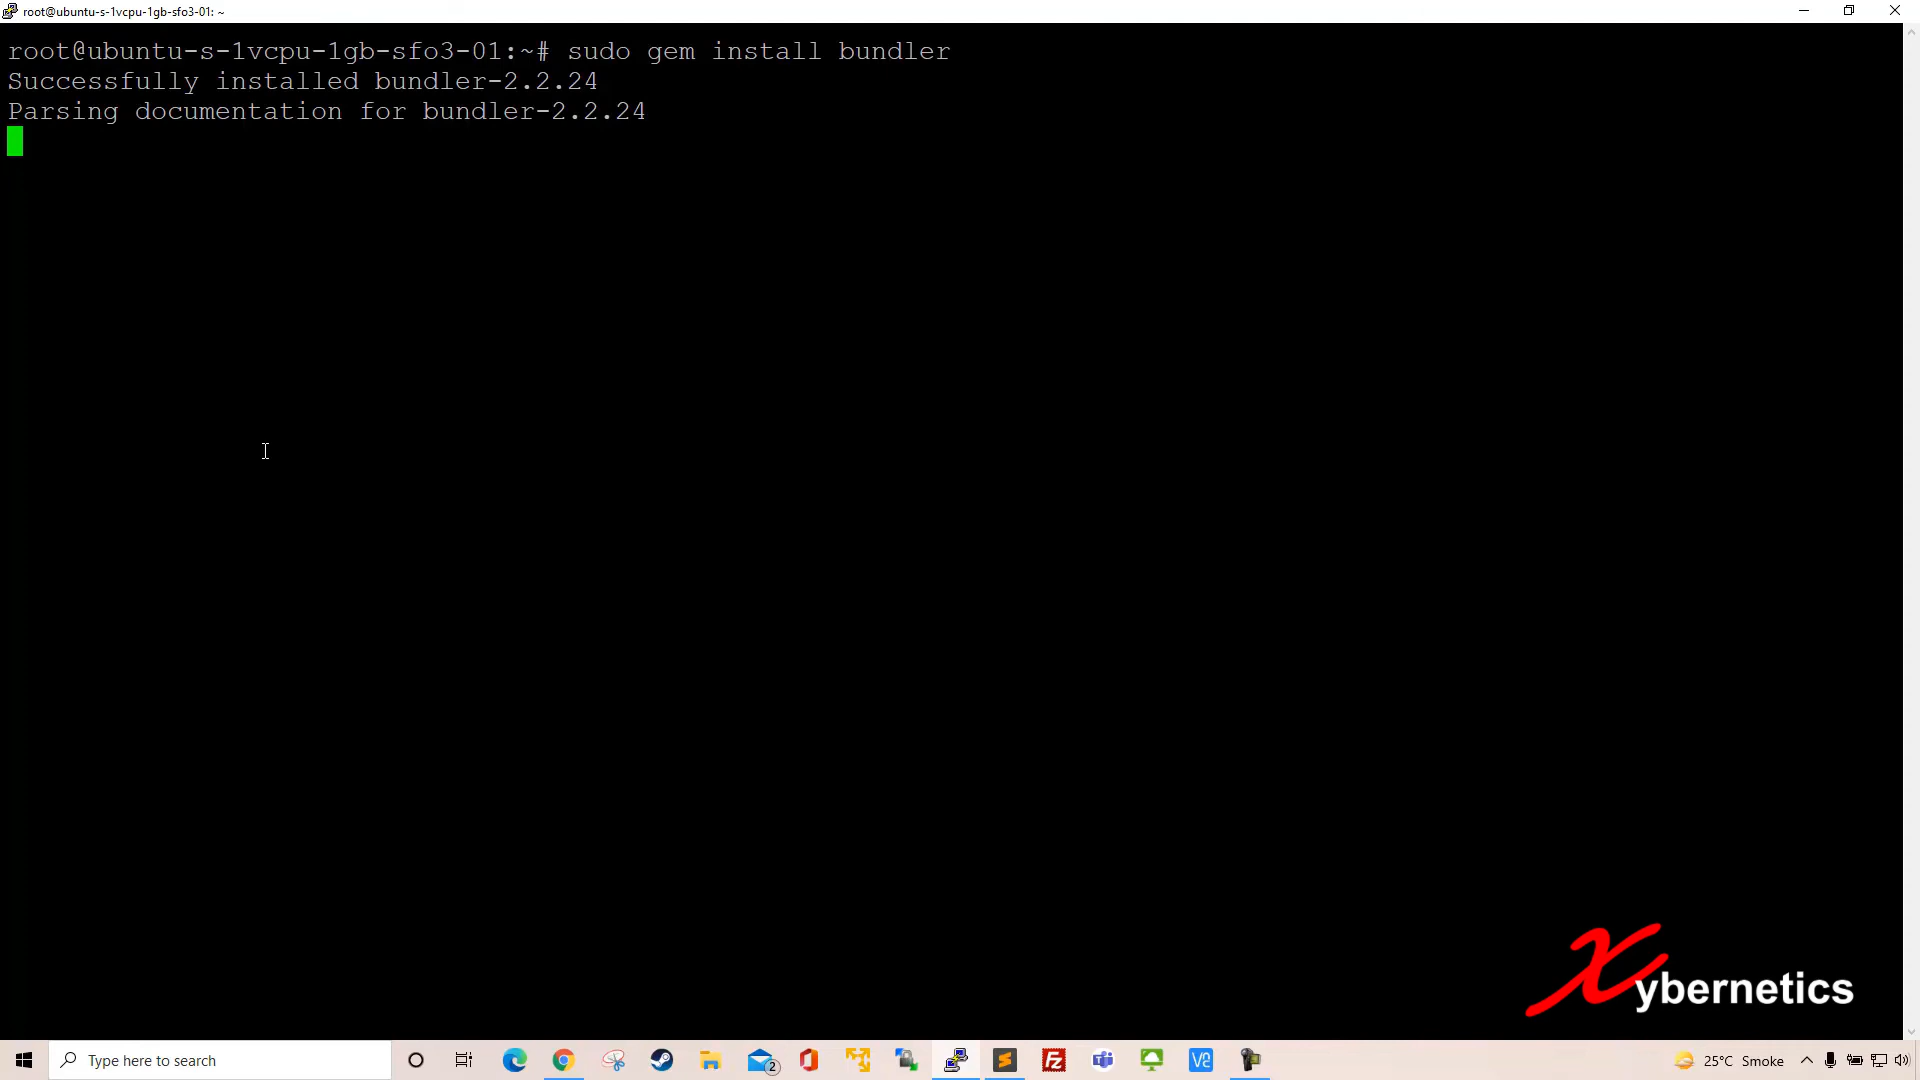 root@ubuntu-s-1vcpu-1gb-sfo3-01: ~
root@ubuntu-s-1vcpu-1gb-sfo3-01:~# sudo gem install bundler
Successfully installed bundler-2.2.24
Parsing documentation for bundler-2.2.24
Xybernetics
Type here to search
2
25°C Smoke